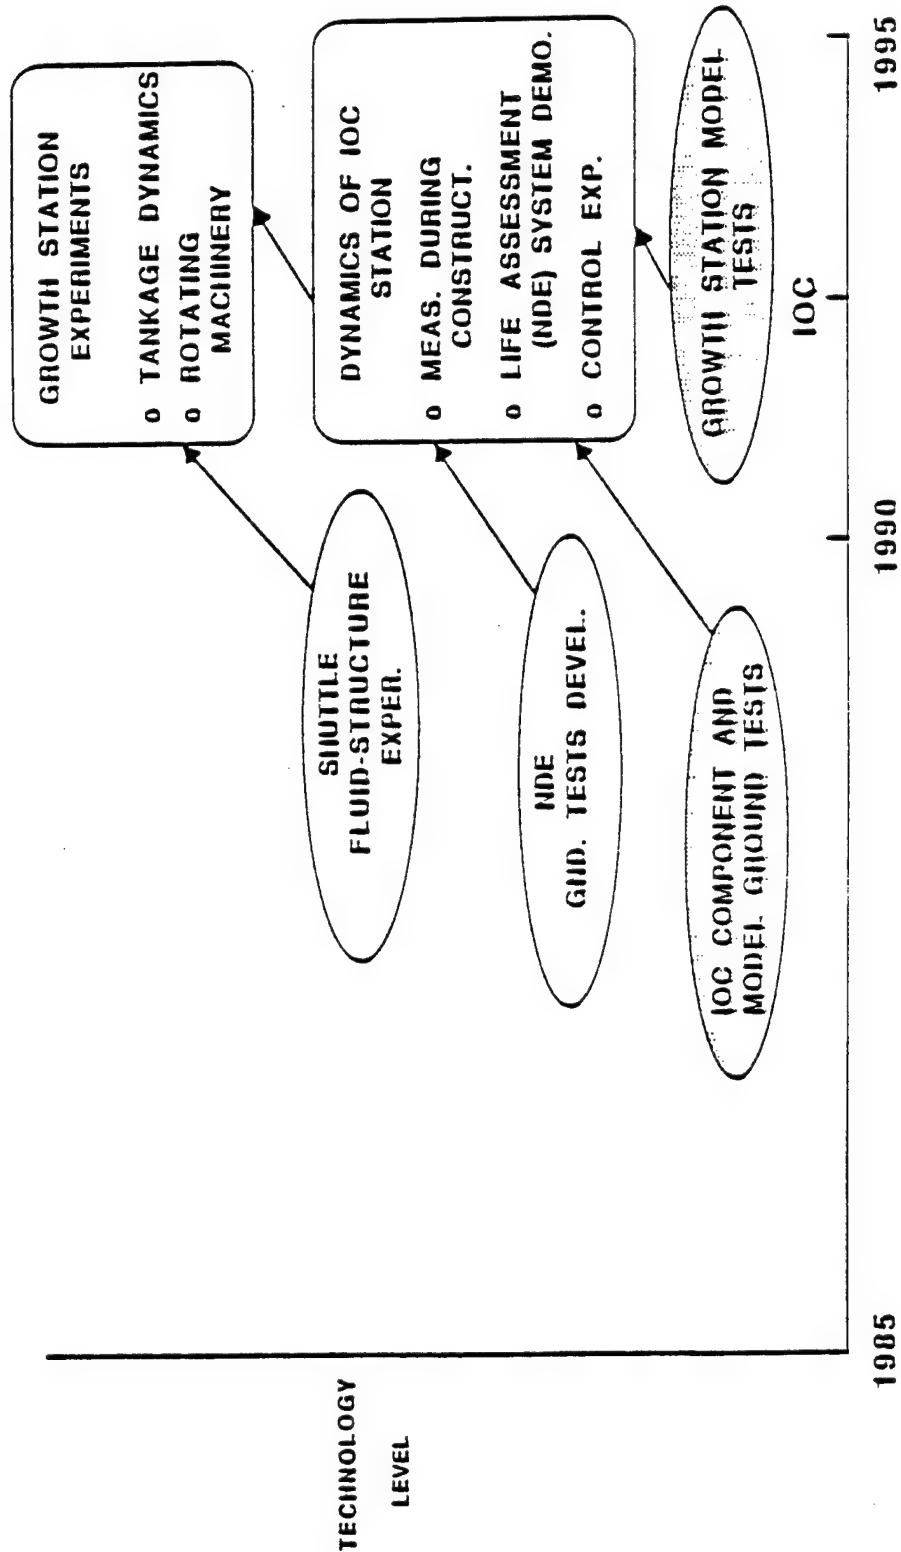 GROWTH STATION
EXPERIMENTS
o TANKAGE DYNAMICS
o ROTATING
MACHINERY
DYNAMICS OF IOC
STATION
o MEAS. DURING
CONSTRUCT.
o LIFE ASSESSMENT
(NDE) SYSTEM DEMO.
o CONTROL EXP.
SHUTTLE
FLUID-STRUCTURE
EXPER.
NDE
GND. TESTS DEVEL.
IOC COMPONENT AND
MODEL GROUND TESTS
GROWTH STATION MODEL
TESTS
TECHNOLOGY
LEVEL
IOC
1985
1990
1995